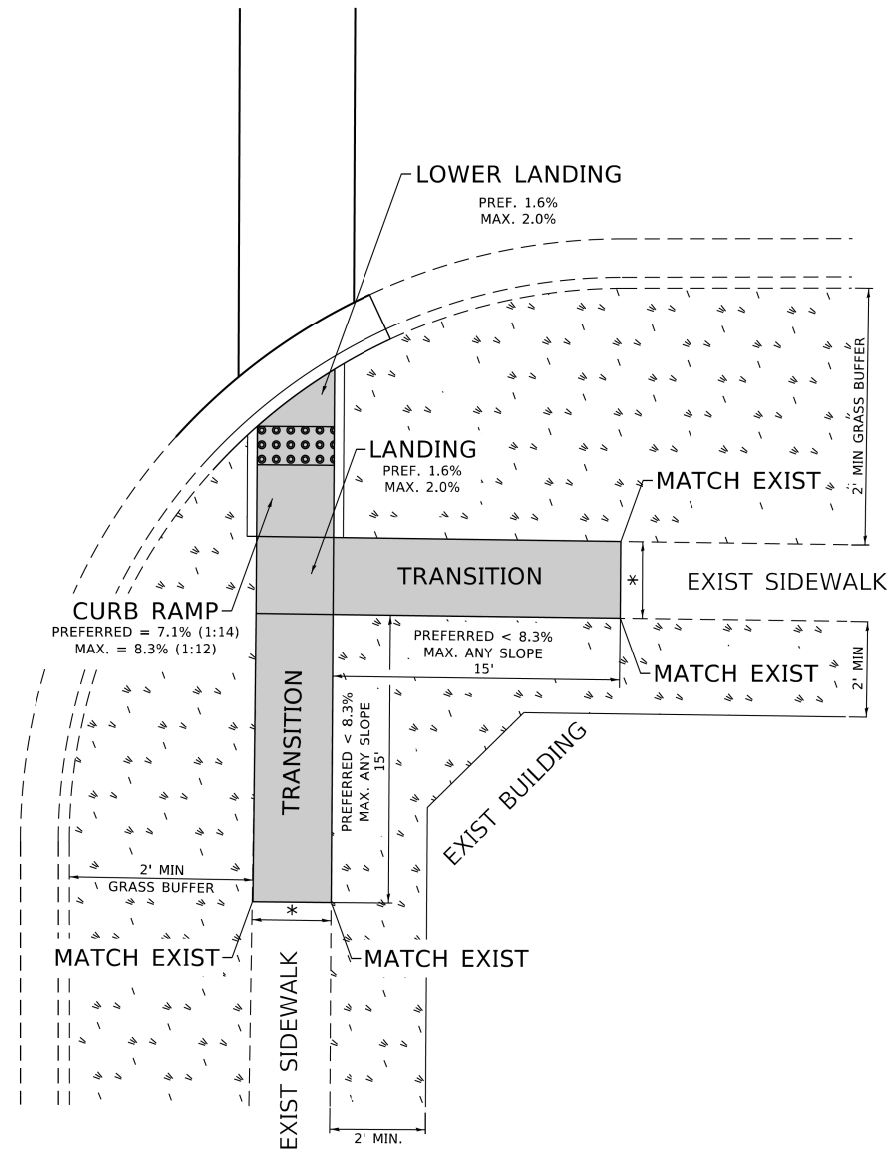 LOWER LANDING
PREF. 1.6%
MAX. 2.0%
2' MIN GRASS BUFFER
LANDING
PREF. 1.6%
MAX. 2.0%
MATCH EXIST
TRANSITION
*
EXIST SIDEWALK
CURB RAMP
PREFERRED = 7.1% (1:14)
MAX. = 8.3% (1:12)
PREFERRED < 8.3%
MAX. ANY SLOPE
15'
MATCH EXIST
2' MIN
TRANSITION
PREFERRED < 8.3%
MAX. ANY SLOPE
15'
EXIST BUILDING
2' MIN
GRASS BUFFER
*
MATCH EXIST
MATCH EXIST
EXIST SIDEWALK
2' MIN.